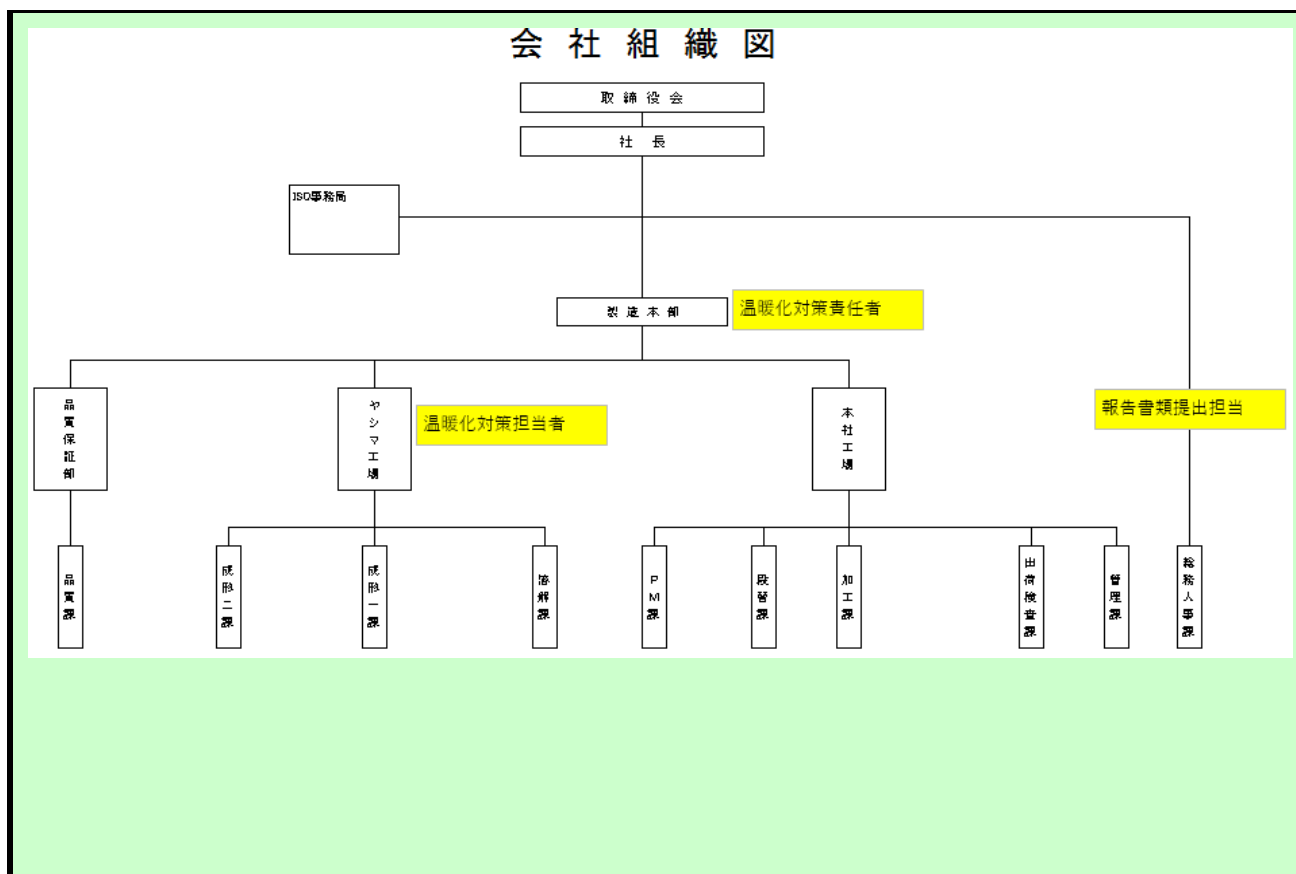 会社組織図
取締役会
社長
ISO事務局
製造本部
温暖化対策責任者
品質保証部
ヤシマ工場
温暖化対策担当者
本社工場
報告書類提出担当
品質課
成形二課
成形一課
溶解課
PM課
段替課
加工課
出荷検査課
管理課
総務人事課